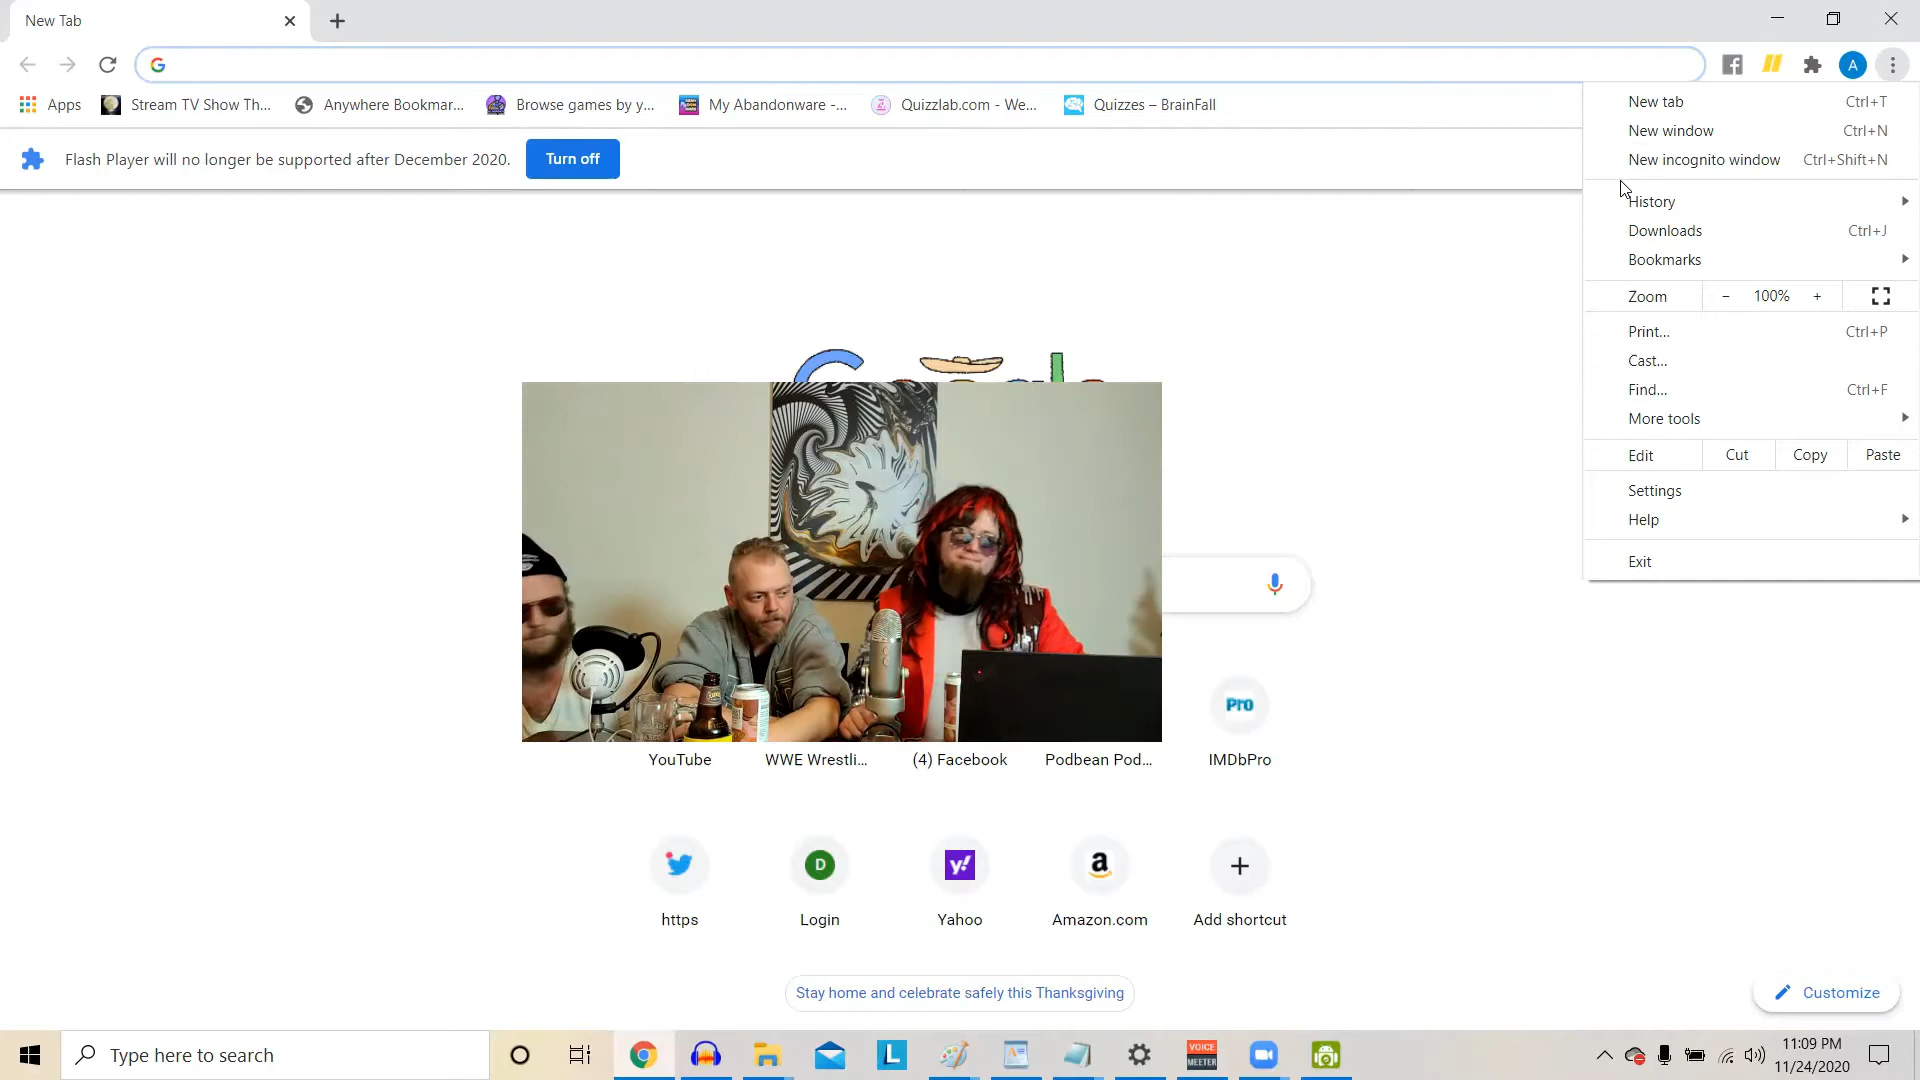 New Tab
A
Apps
Stream TV Show Th...
Anywhere Bookmar...
Browse games by y...
My Abandonware -...
Quizzlab.com - We...
Quizzes – BrainFall
Flash Player will no longer be supported after December 2020.
Turn off
New tab Ctrl+T
New window Ctrl+N
New incognito window Ctrl+Shift+N
History
Downloads Ctrl+J
Bookmarks
Zoom - 100% +
Print... Ctrl+P
Cast...
Find... Ctrl+F
More tools
Edit Cut Copy Paste
Settings
Help
Exit
Pro
YouTube
WWE Wrestli...
(4) Facebook
Podbean Pod...
IMDbPro
D
y!
a
https
Login
Yahoo
Amazon.com
Add shortcut
Stay home and celebrate safely this Thanksgiving
Customize
Type here to search
L
VOICE
MEETER
11:09 PM
11/24/2020